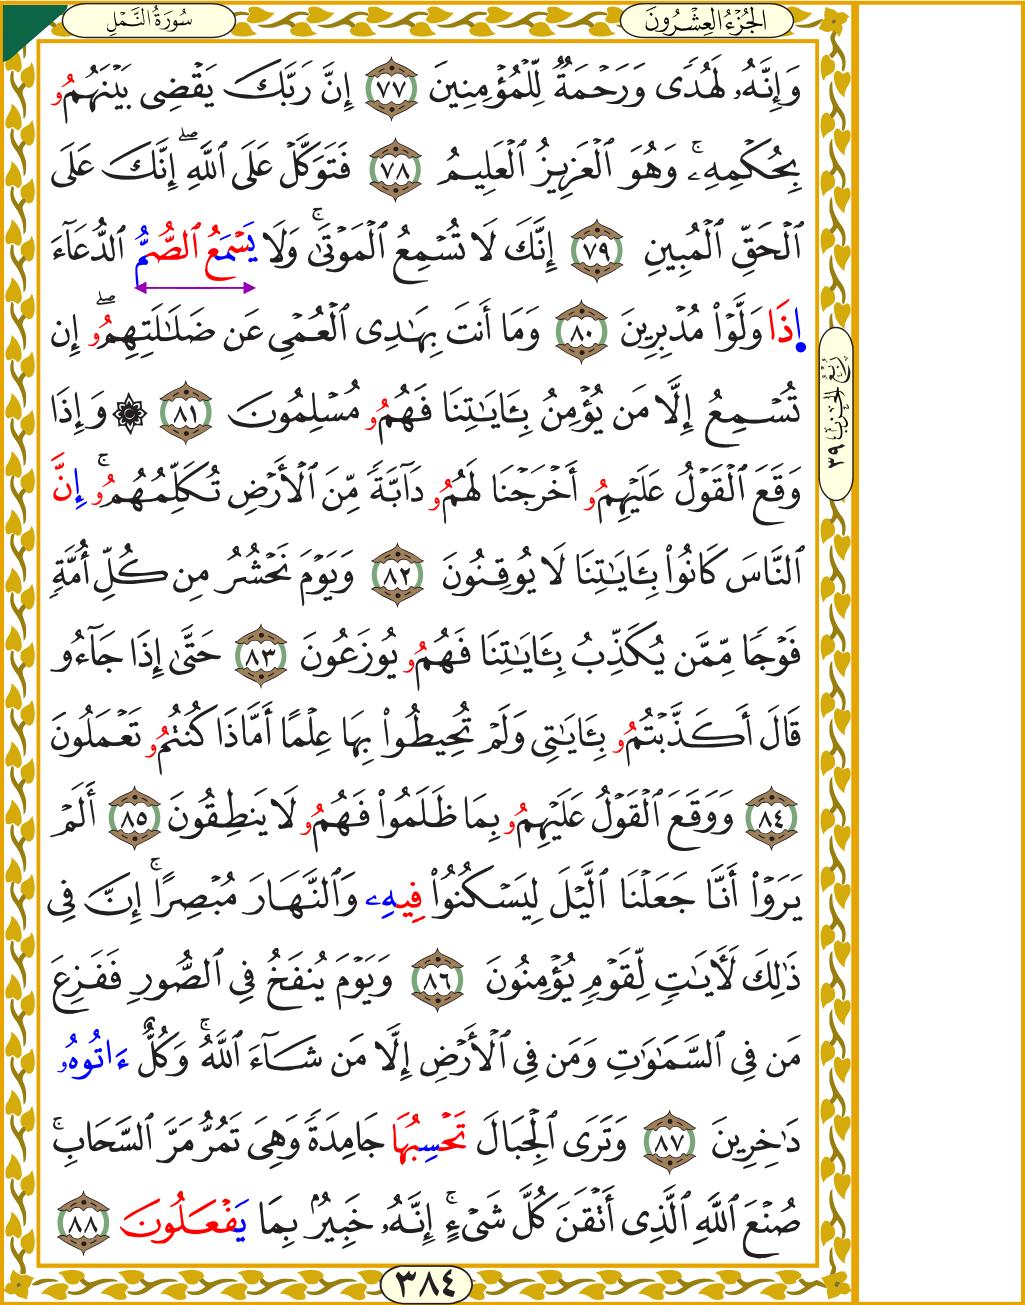 سُورَةُ النَّمْلِ
الجُزْءُ العِشْرُونَ
وَإِنَّهُۥ لَهُدٗى وَرَحۡمَةٞ لِّلۡمُؤۡمِنِينَ ٧٧ إِنَّ رَبَّكَ يَقۡضِي بَيۡنَهُمُۥ
بِحُكۡمِهِۦۚ وَهُوَ ٱلۡعَزِيزُ ٱلۡعَلِيمُ ٧٨ فَتَوَكَّلۡ عَلَى ٱللَّهِۖ إِنَّكَ عَلَى
ٱلۡحَقِّ ٱلۡمُبِينِ ٧٩ إِنَّكَ لَا تُسۡمِعُ ٱلۡمَوۡتَىٰۚ وَلَا يَسۡمَعُ ٱلصُّمُّ ٱلدُّعَآءَ
إِذَا وَلَّوۡاْ مُدۡبِرِينَ ٨٠ وَمَآ أَنتَ بِهَٰدِي ٱلۡعُمۡيِ عَن ضَلَٰلَتِهِمُۥۖ إِن
تُسۡمِعُ إِلَّا مَن يُؤۡمِنُ بِـَٔايَٰتِنَا فَهُمُۥ مُسۡلِمُونَ ٨١ ۞ وَإِذَا
وَقَعَ ٱلۡقَوۡلُ عَلَيۡهِمُۥ أَخۡرَجۡنَا لَهُمُۥ دَآبَّةٗ مِّنَ ٱلۡأَرۡضِ تُكَلِّمُهُمُۥۚ إِنَّ
ٱلنَّاسَ كَانُواْ بِـَٔايَٰتِنَا لَا يُوقِنُونَ ٨٢ وَيَوۡمَ نَحۡشُرُ مِن كُلِّ أُمَّةٖ
فَوۡجٗا مِّمَّن يُكَذِّبُ بِـَٔايَٰتِنَا فَهُمُۥ يُوزَعُونَ ٨٣ حَتَّىٰ إِذَا جَآءُو
قَالَ أَكَذَّبۡتُمُۥ بِـَٔايَٰتِي وَلَمۡ تُحِيطُواْ بِهَا عِلۡمًا أَمَّاذَا كُنتُمُۥ تَعۡمَلُونَ
٨٤ وَوَقَعَ ٱلۡقَوۡلُ عَلَيۡهِمُۥ بِمَا ظَلَمُواْ فَهُمُۥ لَا يَنطِقُونَ ٨٥ أَلَمۡ
يَرَوۡاْ أَنَّا جَعَلۡنَا ٱلَّيۡلَ لِيَسۡكُنُواْ فِيهِۦ وَٱلنَّهَارَ مُبۡصِرًاۚ إِنَّ فِي
ذَٰلِكَ لَأٓيَٰتٖ لِّقَوۡمٖ يُؤۡمِنُونَ ٨٦ وَيَوۡمَ يُنفَخُ فِي ٱلصُّورِ فَفَزِعَ
مَن فِي ٱلسَّمَٰوَٰتِ وَمَن فِي ٱلۡأَرۡضِ إِلَّا مَن شَآءَ ٱللَّهُۚ وَكُلٌّ ءَاتُوهُۥ
دَٰخِرِينَ ٨٧ وَتَرَى ٱلۡجِبَالَ تَحۡسِبُهَا جَامِدَةٗ وَهِيَ تَمُرُّ مَرَّ ٱلسَّحَابِۚ
صُنۡعَ ٱللَّهِ ٱلَّذِيٓ أَتۡقَنَ كُلَّ شَيۡءٍۚ إِنَّهُۥ خَبِيرُۢ بِمَا يَفۡعَلُونَ ٨٨
رُبْعُ الحِزْبِ ٣٩
٣٨٤